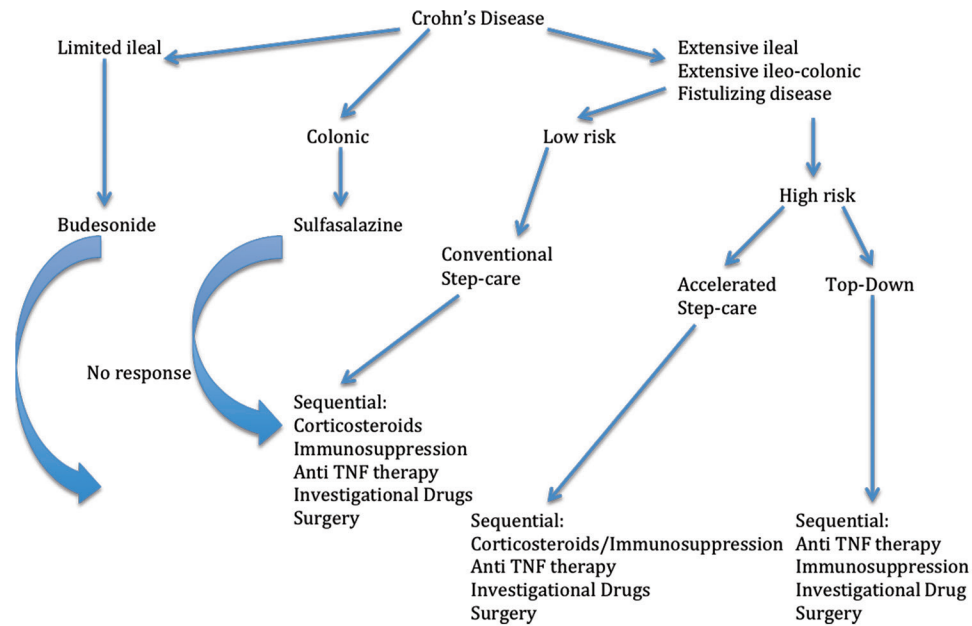 Crohn's Disease
Limited ileal
Extensive ileal
Extensive ileo-colonic
Fistulizing disease
Colonic
Low risk
High risk
Budesonide
Sulfasalazine
Conventional
Step-care
Accelerated
Step-care
Top-Down
No response
Sequential:
Corticosteroids
Immunosuppression
Anti TNF therapy
Investigational Drugs
Surgery
Sequential:
Corticosteroids/Immunosuppression
Anti TNF therapy
Investigational Drugs
Surgery
Sequential:
Anti TNF therapy
Immunosuppression
Investigational Drug
Surgery